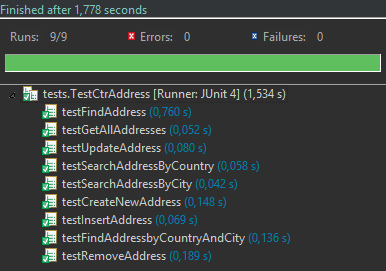 Finished after 1,778 seconds
Runs: 9/9 Errors: 0 Failures: 0
tests.TestCtrAddress [Runner: JUnit 4] (1,534 s)
testFindAddress (0,760 s)
testGetAllAddresses (0,052 s)
testUpdateAddress (0,080 s)
testSearchAddressByCountry (0,058 s)
testSearchAddressByCity (0,042 s)
testCreateNewAddress (0,148 s)
testInsertAddress (0,069 s)
testFindAddressbyCountryAndCity (0,136 s)
testRemoveAddress (0,189 s)